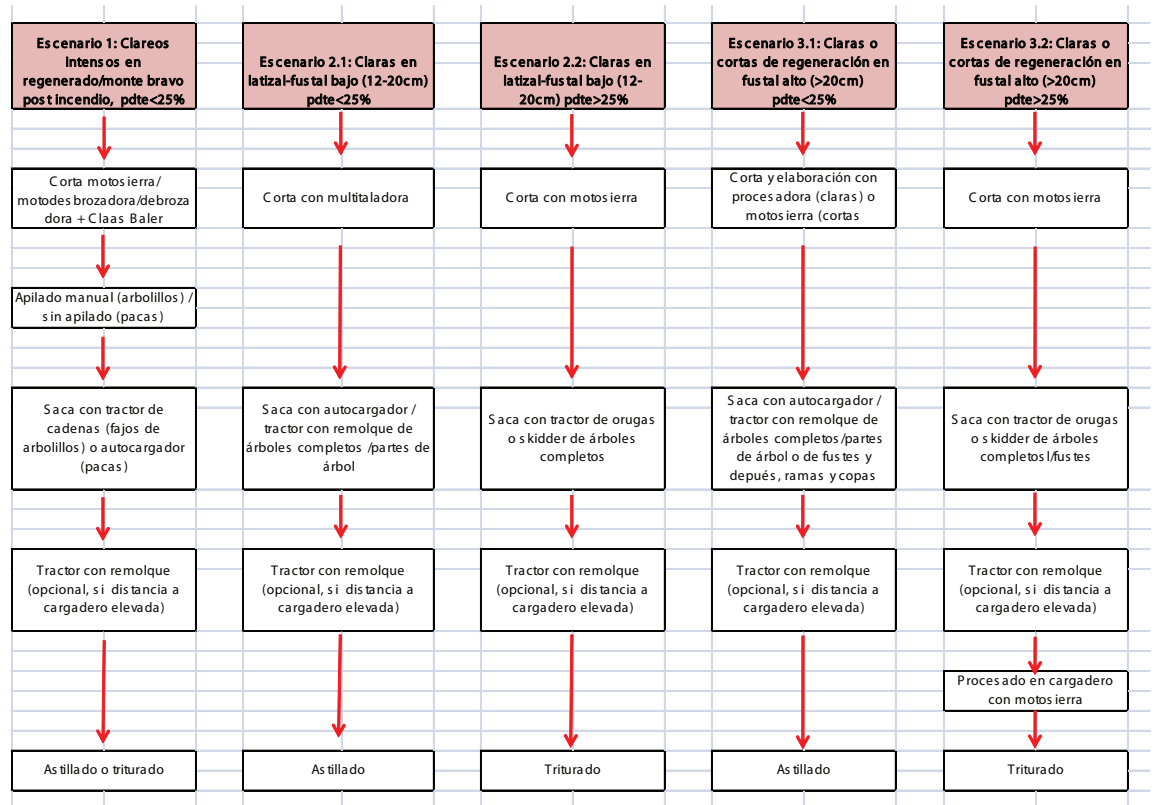 Escenario 1: Clareos
intensos en
regenerado/monte bravo
post incendio, pdte<25%
Escenario 2.1: Claras en
latizal-fustal bajo (12-20cm)
pdte<25%
Escenario 2.2: Claras en
latizal-fustal bajo (12-
20cm) pdte>25%
Escenario 3.1: Claras o
cortas de regeneración en
fustal alto (>20cm)
pdte<25%
Escenario 3.2: Claras o
cortas de regeneración en
fustal alto (>20cm)
pdte>25%
Corta motosierra/
motodesbrozadora/debroza
dora + Claas Baler
Corta con multitaladora
Corta con motosierra
Corta y elaboración con
procesadora (claras) o
motosierra (cortas
Corta con motosierra
Apilado manual (arbolillos) /
sin apilado (pacas)
Saca con tractor de
cadenas (fajos de
arbolillos) o autocargador
(pacas)
Saca con autocargador /
tractor con remolque de
árboles completos /partes de
árbol
Saca con tractor de orugas
o skidder de árboles
completos
Saca con autocargador /
tractor con remolque de
árboles completos /partes
de árbol o de fustes y
depués, ramas y copas
Saca con tractor de orugas
o skidder de árboles
completosl/fustes
Tractor con remolque
(opcional, si distancia a
cargadero elevada)
Tractor con remolque
(opcional, si distancia a
cargadero elevada)
Tractor con remolque
(opcional, si distancia a
cargadero elevada)
Tractor con remolque
(opcional, si distancia a
cargadero elevada)
Tractor con remolque
(opcional, si distancia a
cargadero elevada)
Procesado en cargadero
con motosierra
Astillado o triturado
Astillado
Triturado
Astillado
Triturado